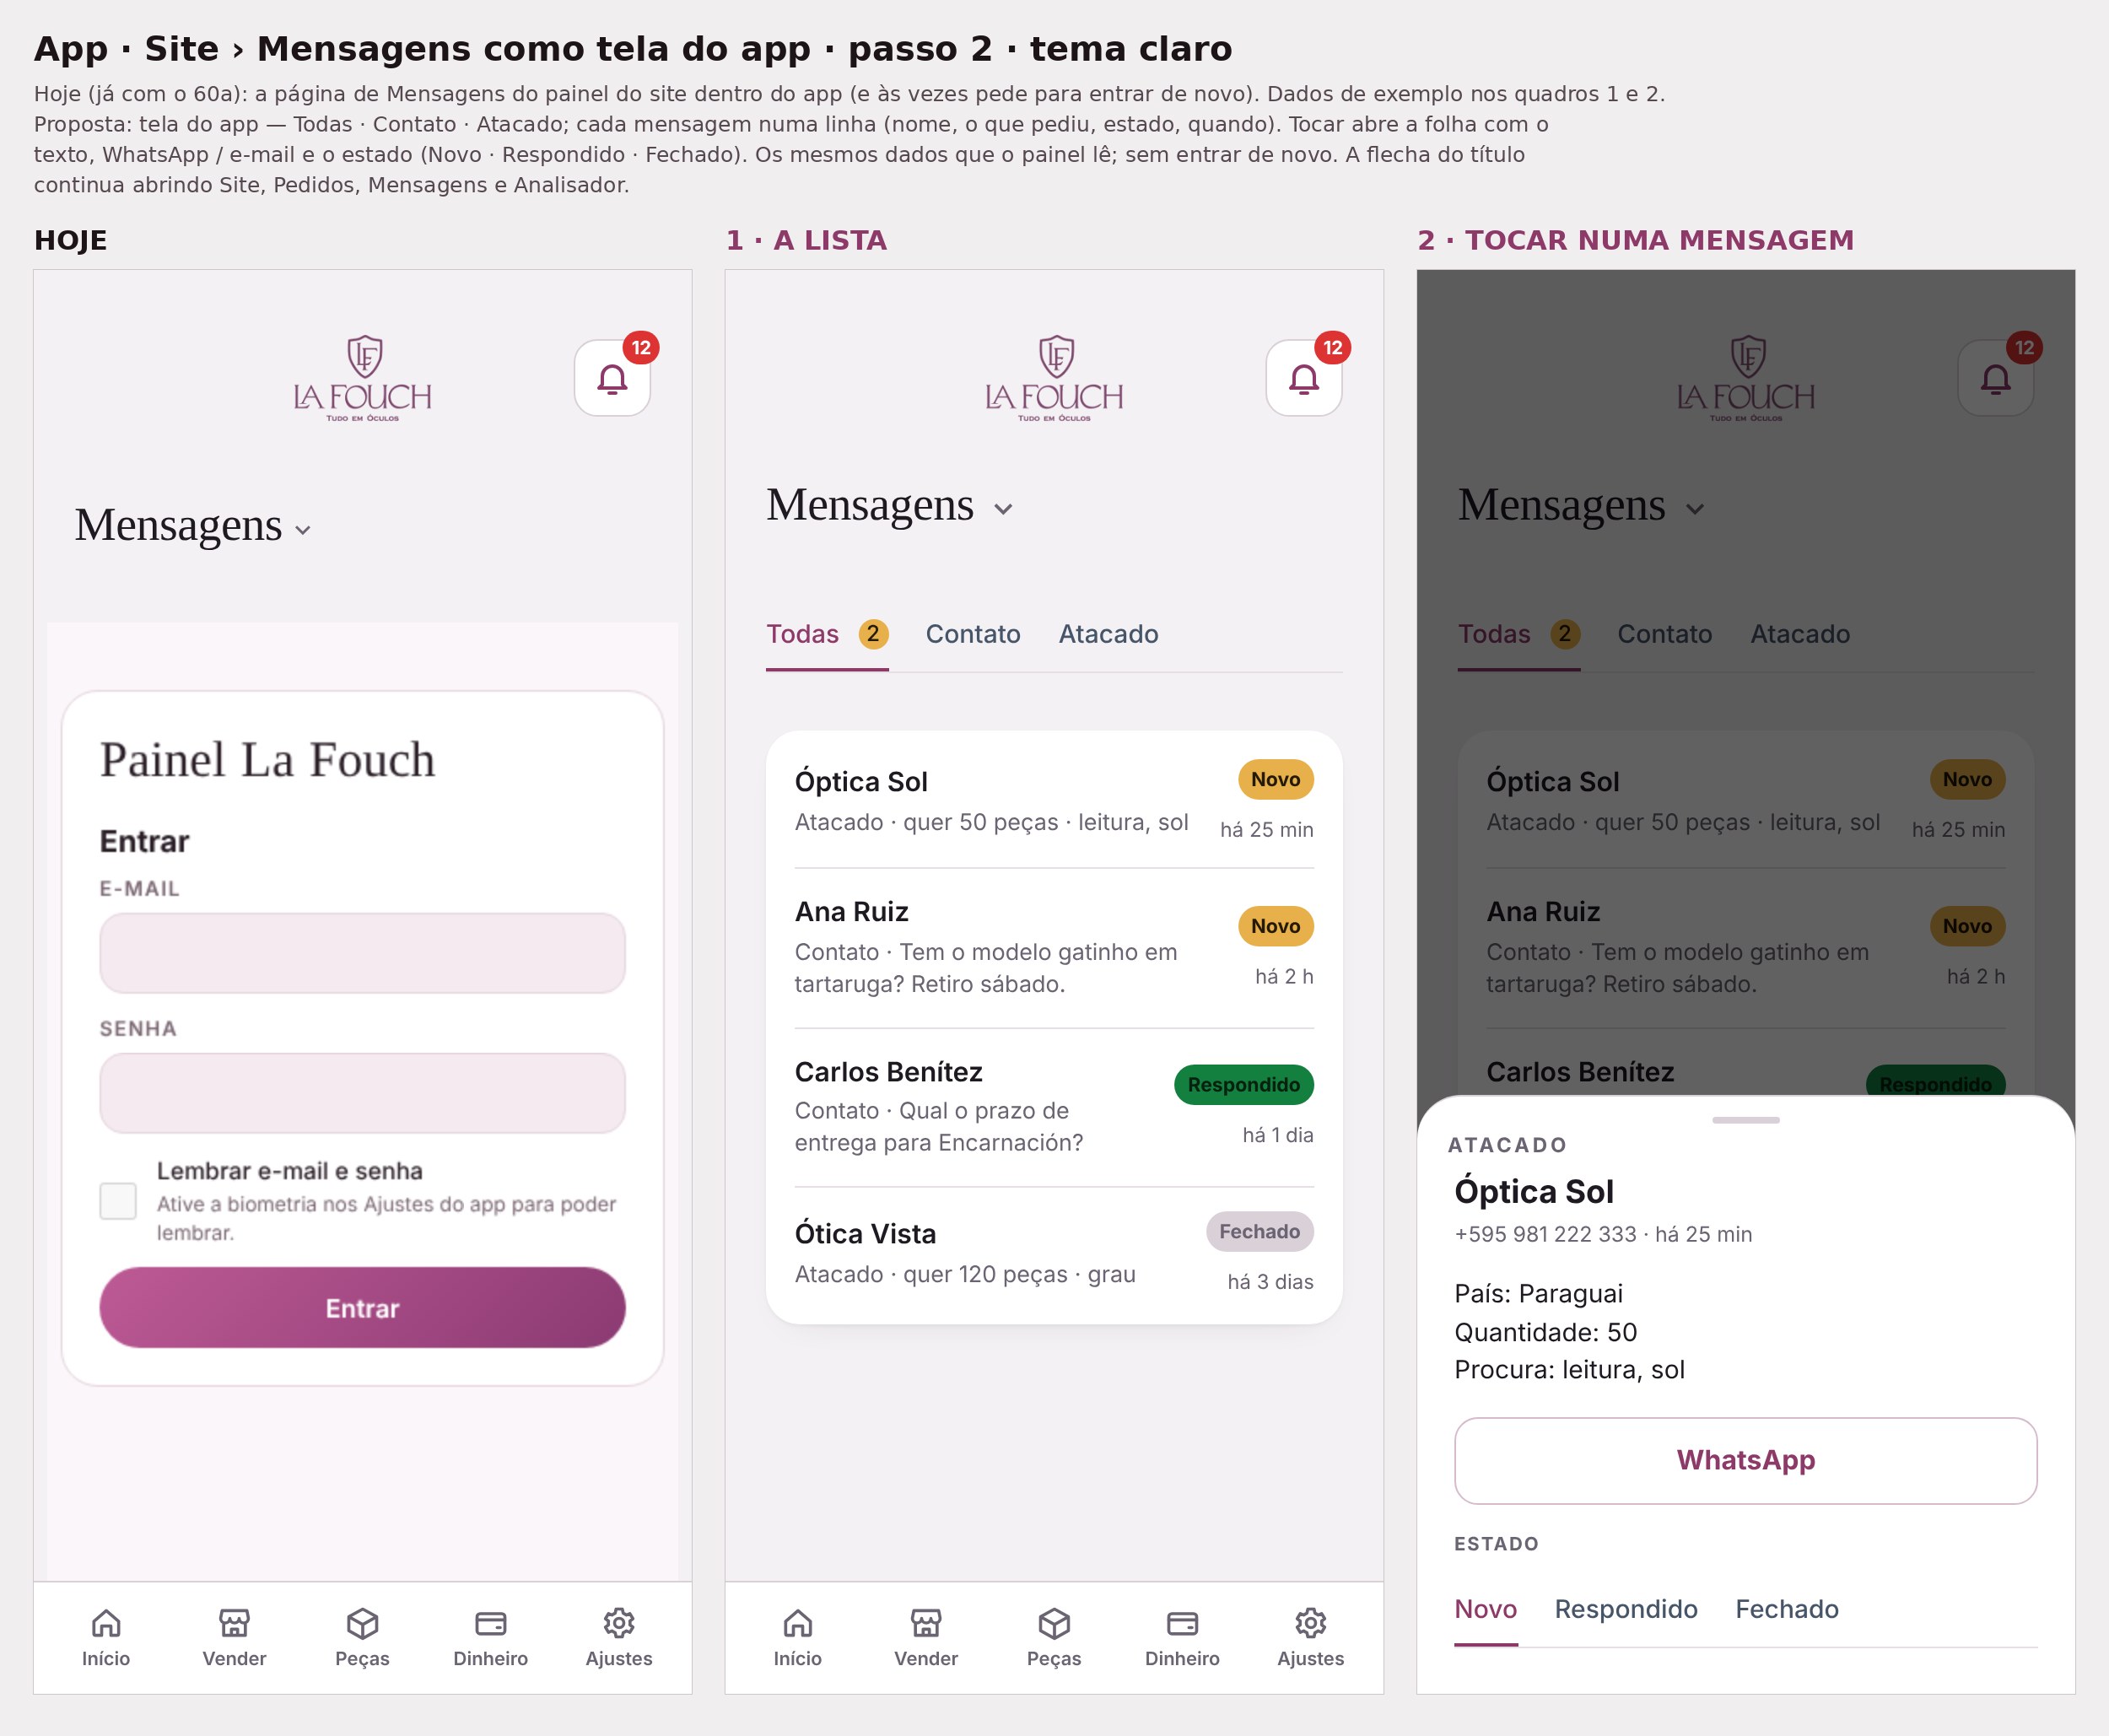 App · Site › Mensagens como tela do app · passo 2 · tema claro
Hoje (já com o 60a): a página de Mensagens do painel do site dentro do app (e às vezes pede para entrar de novo). Dados de exemplo nos quadros 1 e 2.
Proposta: tela do app — Todas · Contato · Atacado; cada mensagem numa linha (nome, o que pediu, estado, quando). Tocar abre a folha com o
texto, WhatsApp / e-mail e o estado (Novo · Respondido · Fechado). Os mesmos dados que o painel lê; sem entrar de novo. A flecha do título
continua abrindo Site, Pedidos, Mensagens e Analisador.
HOJE
LF
LA FOUCH
TUDO EM ÓCULOS
12
Mensagens
Painel La Fouch
Entrar
E-MAIL
SENHA
Lembrar e-mail e senha
Ative a biometria nos Ajustes do app para poder
lembrar.
Entrar
Início
Vender
Peças
Dinheiro
Ajustes
1 · A LISTA
LF
LA FOUCH
TUDO EM ÓCULOS
12
Mensagens
Todas 2 Contato Atacado
Óptica Sol
Novo
Atacado · quer 50 peças · leitura, sol
há 25 min
Ana Ruiz
Novo
Contato · Tem o modelo gatinho em
tartaruga? Retiro sábado.
há 2 h
Carlos Benítez
Respondido
Contato · Qual o prazo de
entrega para Encarnación?
há 1 dia
Ótica Vista
Fechado
Atacado · quer 120 peças · grau
há 3 dias
Início
Vender
Peças
Dinheiro
Ajustes
2 · TOCAR NUMA MENSAGEM
LF
LA FOUCH
TUDO EM ÓCULOS
12
Mensagens
Todas 2 Contato Atacado
Óptica Sol
Novo
Atacado · quer 50 peças · leitura, sol
há 25 min
Ana Ruiz
Novo
Contato · Tem o modelo gatinho em
tartaruga? Retiro sábado.
há 2 h
Carlos Benítez
Respondido
ATACADO
Óptica Sol
+595 981 222 333 · há 25 min
País: Paraguai
Quantidade: 50
Procura: leitura, sol
WhatsApp
ESTADO
Novo Respondido Fechado